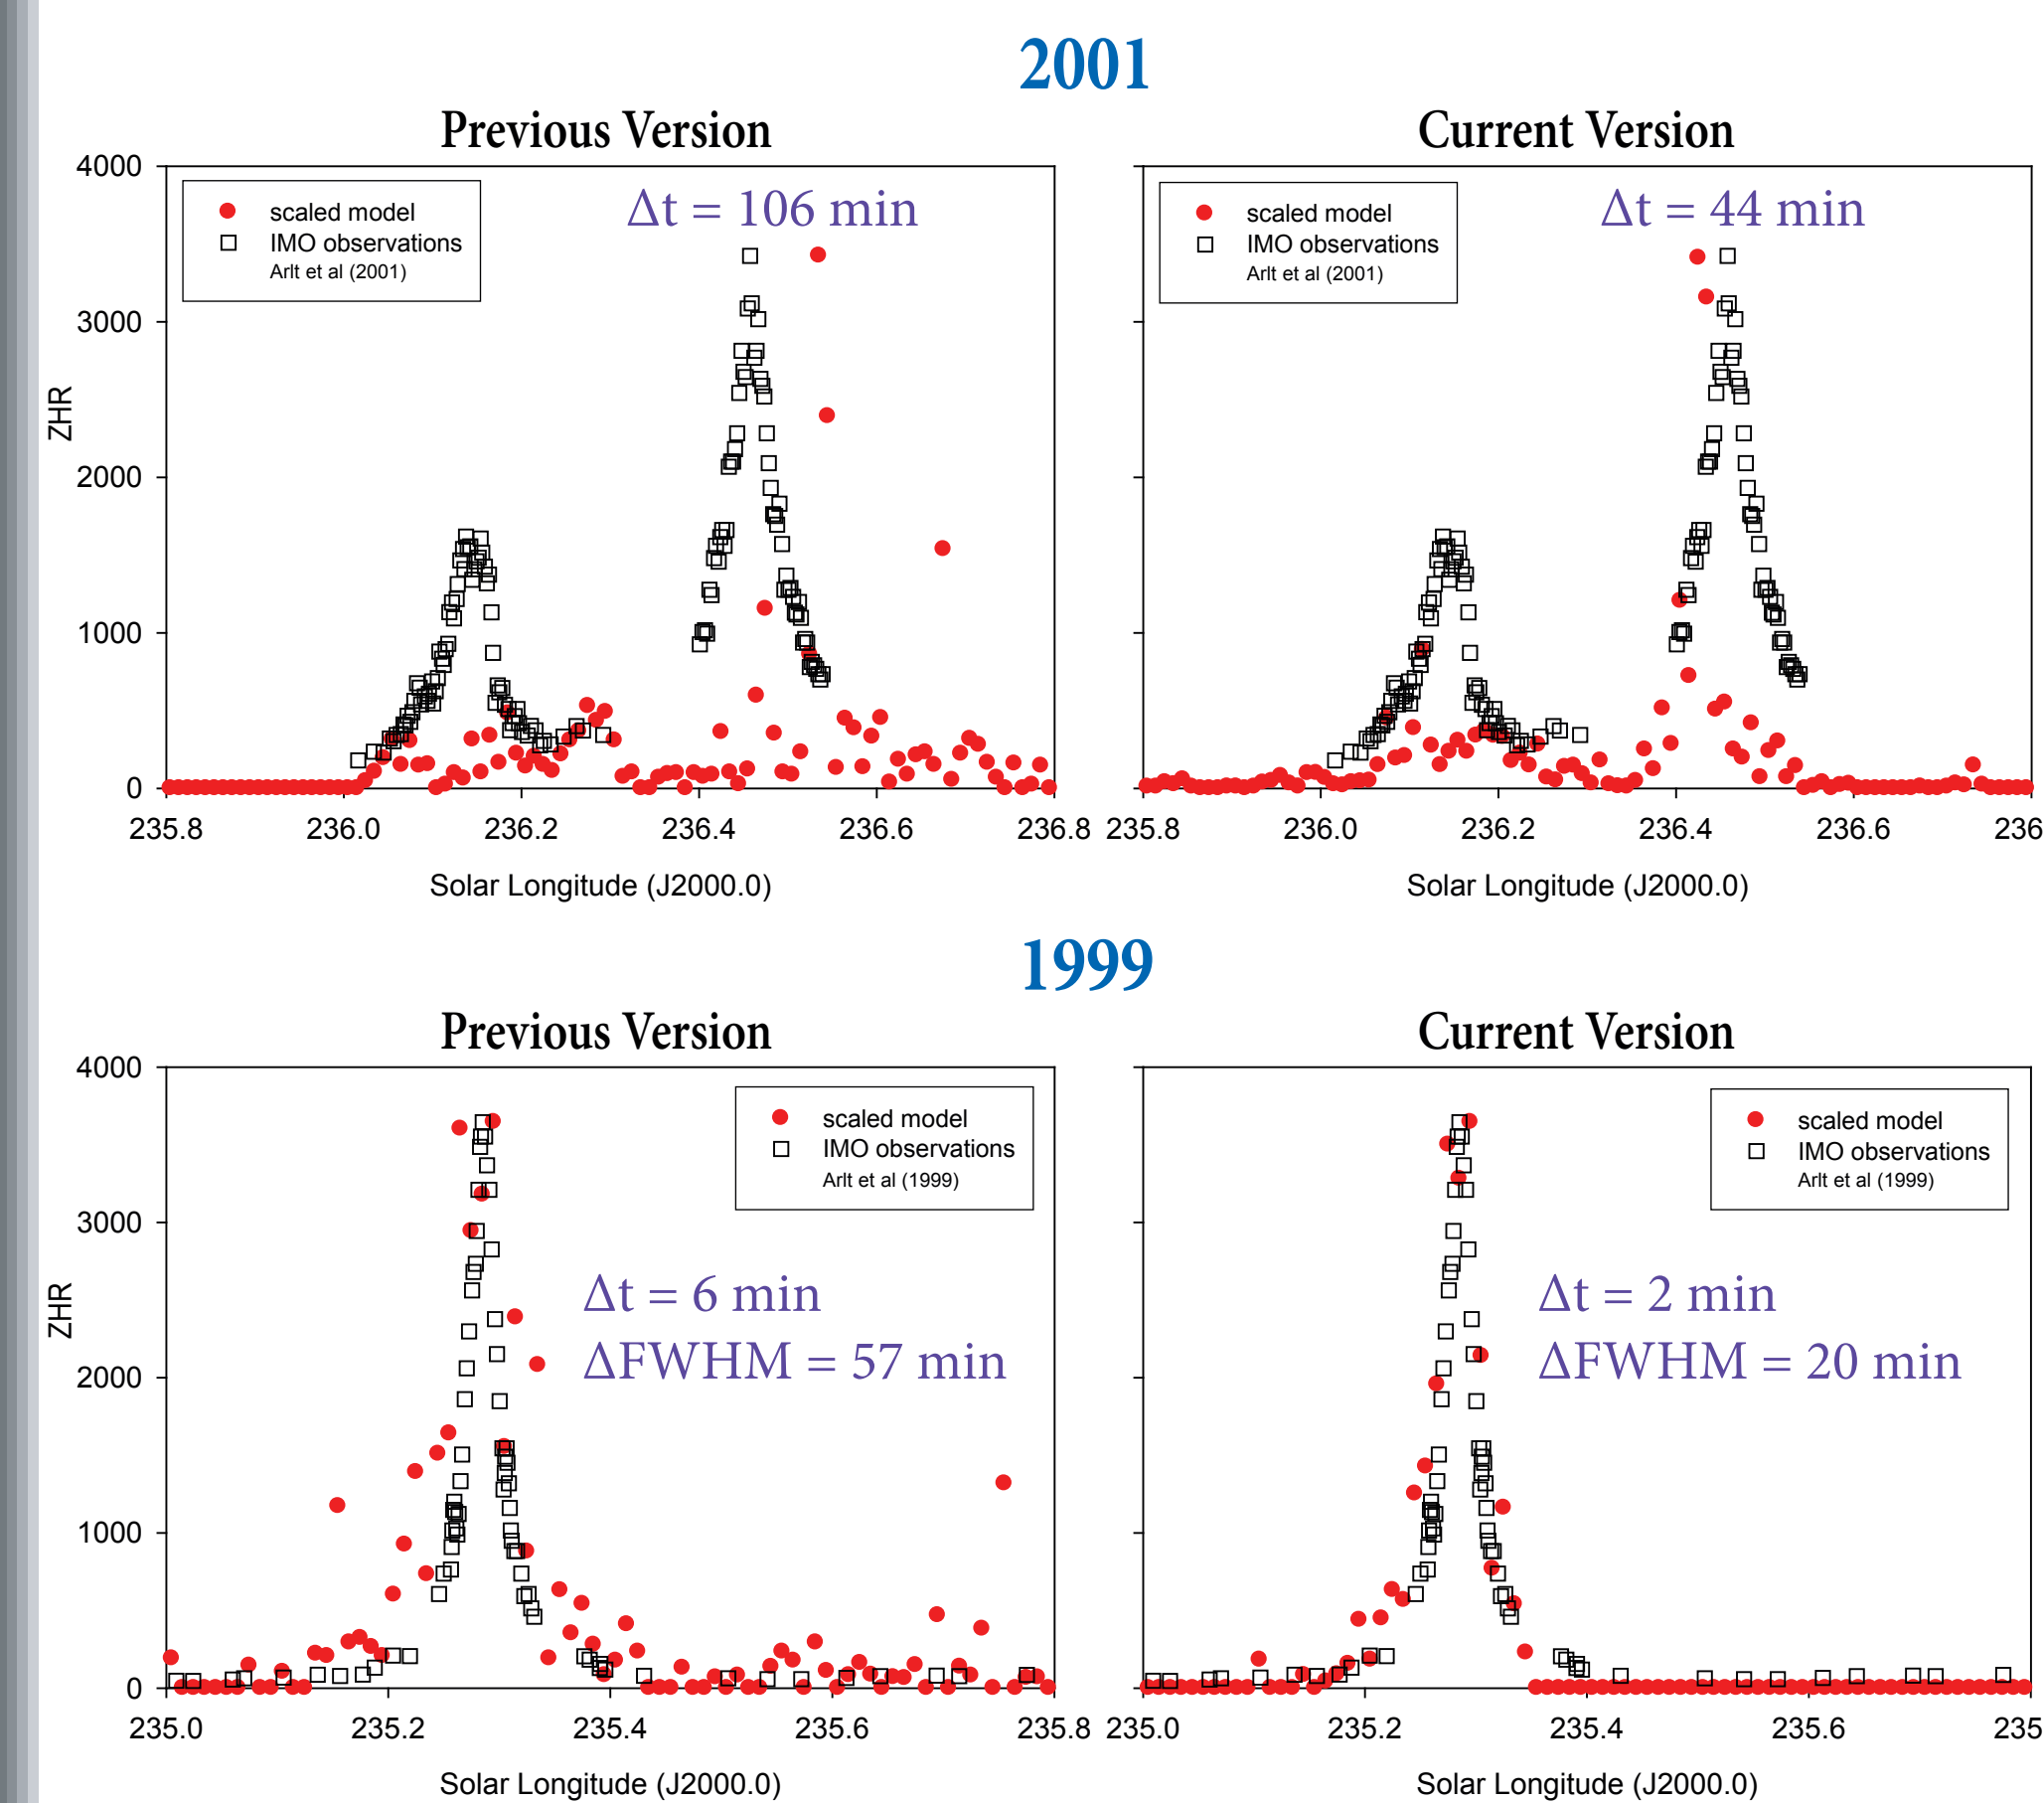 2001
Previous Version
Current Version
4000
3000
2000
1000
0
ZHR
scaled model
IMO observations
Arlt et al (2001)
Δt = 106 min
235.8
236.0
236.2
236.4
236.6
236.8
Solar Longitude (J2000.0)
scaled model
IMO observations
Arlt et al (2001)
Δt = 44 min
235.8
236.0
236.2
236.4
236.6
236
Solar Longitude (J2000.0)
1999
Previous Version
Current Version
4000
3000
2000
1000
0
ZHR
scaled model
IMO observations
Arlt et al (1999)
Δt = 6 min
ΔFWHM = 57 min
235.0
235.2
235.4
235.6
235.8
Solar Longitude (J2000.0)
scaled model
IMO observations
Arlt et al (1999)
Δt = 2 min
ΔFWHM = 20 min
235.0
235.2
235.4
235.6
235
Solar Longitude (J2000.0)